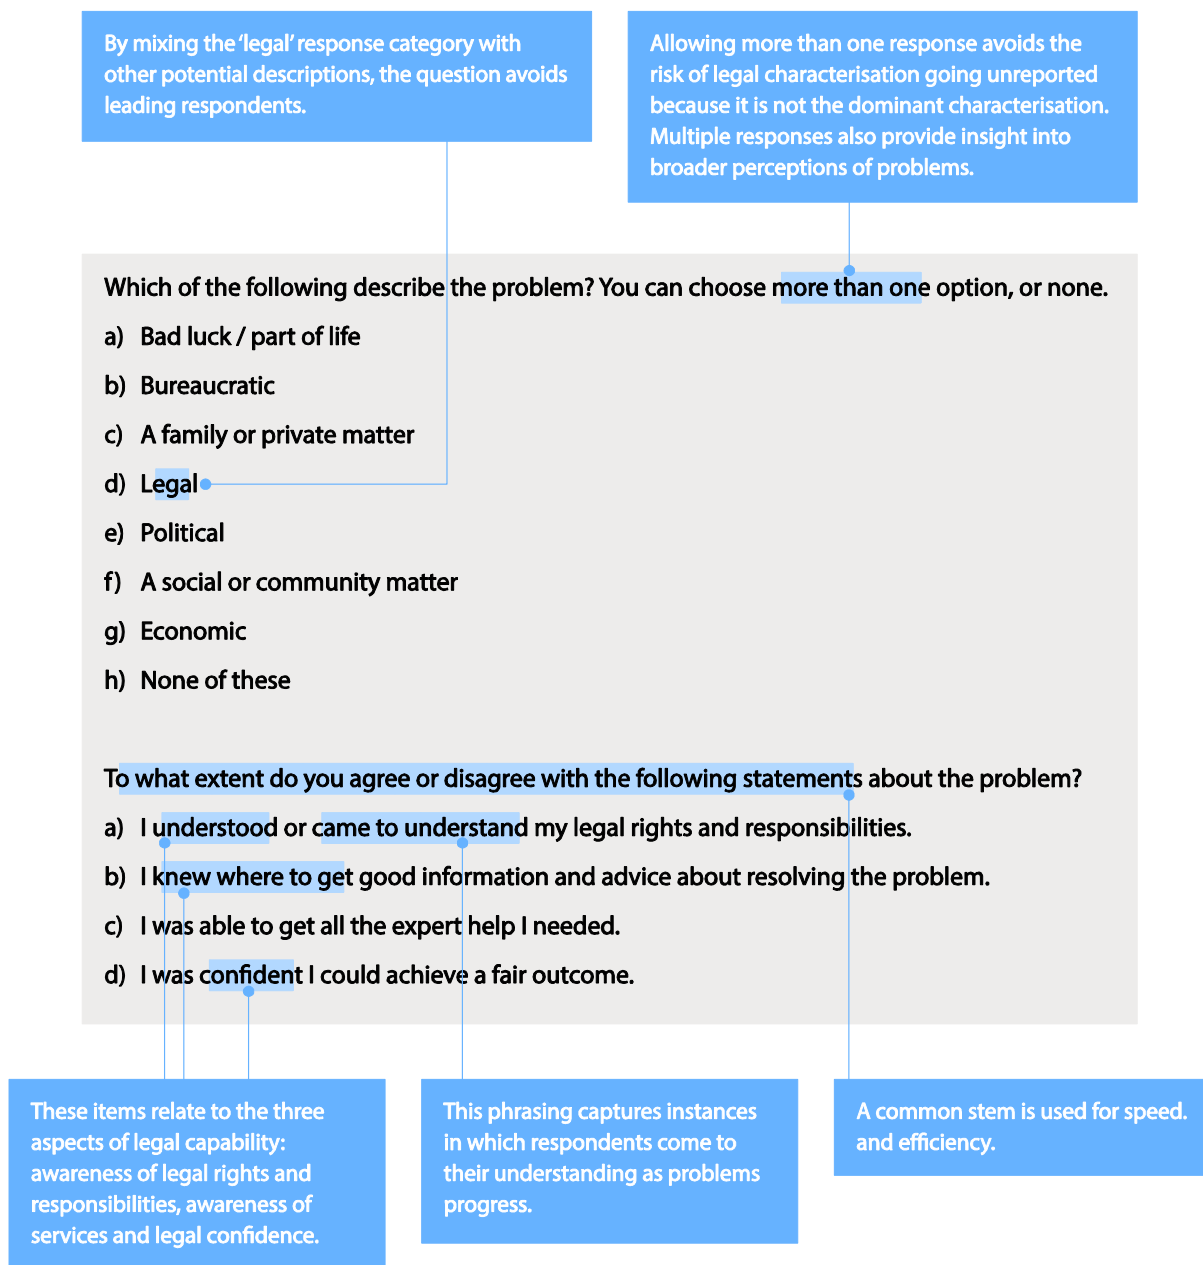 By mixing the ‘legal’ response category with
other potential descriptions, the question avoids
leading respondents.
Allowing more than one response avoids the
risk of legal characterisation going unreported
because it is not the dominant characterisation.
Multiple responses also provide insight into
broader perceptions of problems.
Which of the following describe the problem? You can choose more than one option, or none.
a) Bad luck / part of life
b) Bureaucratic
c) A family or private matter
d) Legal
e) Political
f) A social or community matter
g) Economic
h) None of these
To what extent do you agree or disagree with the following statements about the problem?
a) I understood or came to understand my legal rights and responsibilities.
b) I knew where to get good information and advice about resolving the problem.
c) I was able to get all the expert help I needed.
d) I was confident I could achieve a fair outcome.
These items relate to the three
aspects of legal capability:
awareness of legal rights and
responsibilities, awareness of
services and legal confidence.
This phrasing captures instances
in which respondents come to
their understanding as problems
progress.
A common stem is used for speed.
and efficiency.